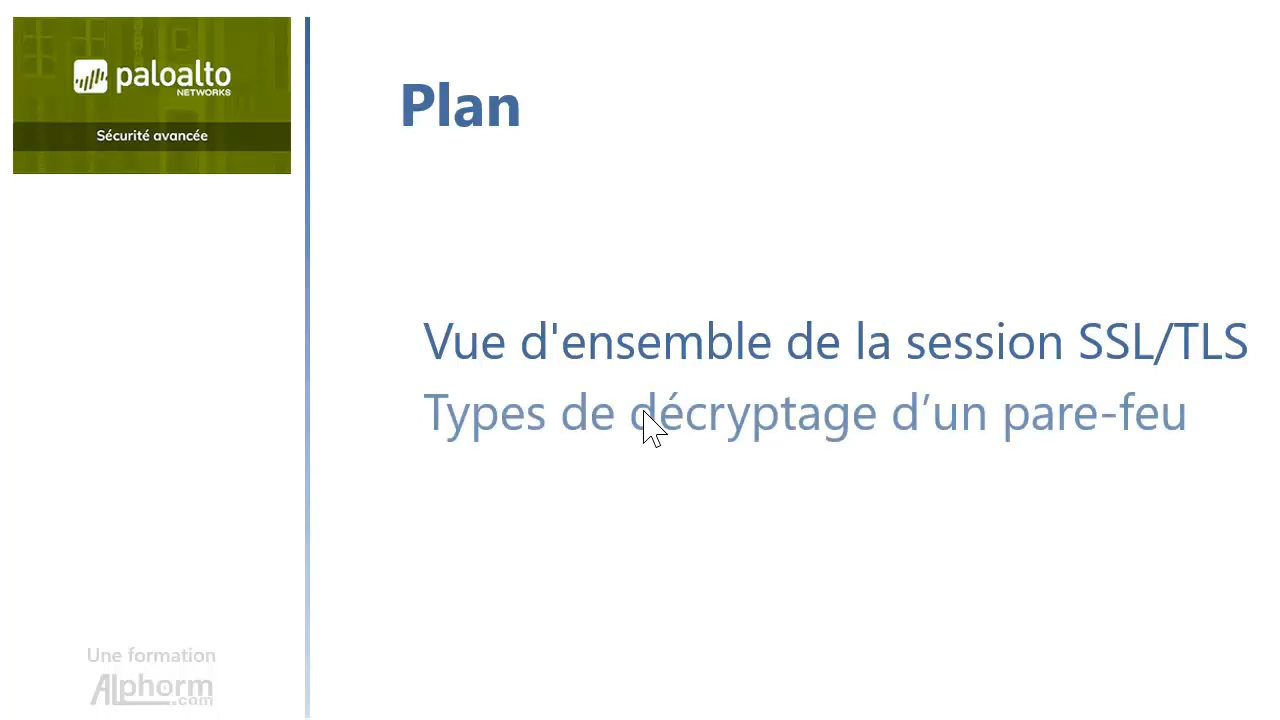 paloalto
NETWORKS
Sécurité avancée
Plan
Vue d'ensemble de la session SSL/TLS
Types de décryptage d’un pare-feu
Une formation
Alphorm
.com